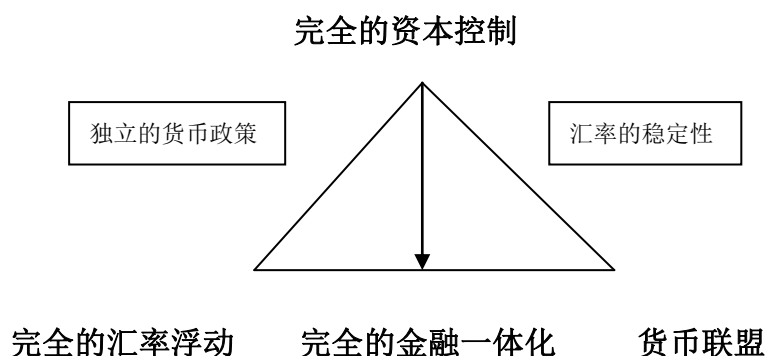 完全的资本控制
独立的货币政策
汇率的稳定性
完全的汇率浮动 完全的金融一体化 货币联盟